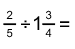 2/5 ÷ 1 3/4 =